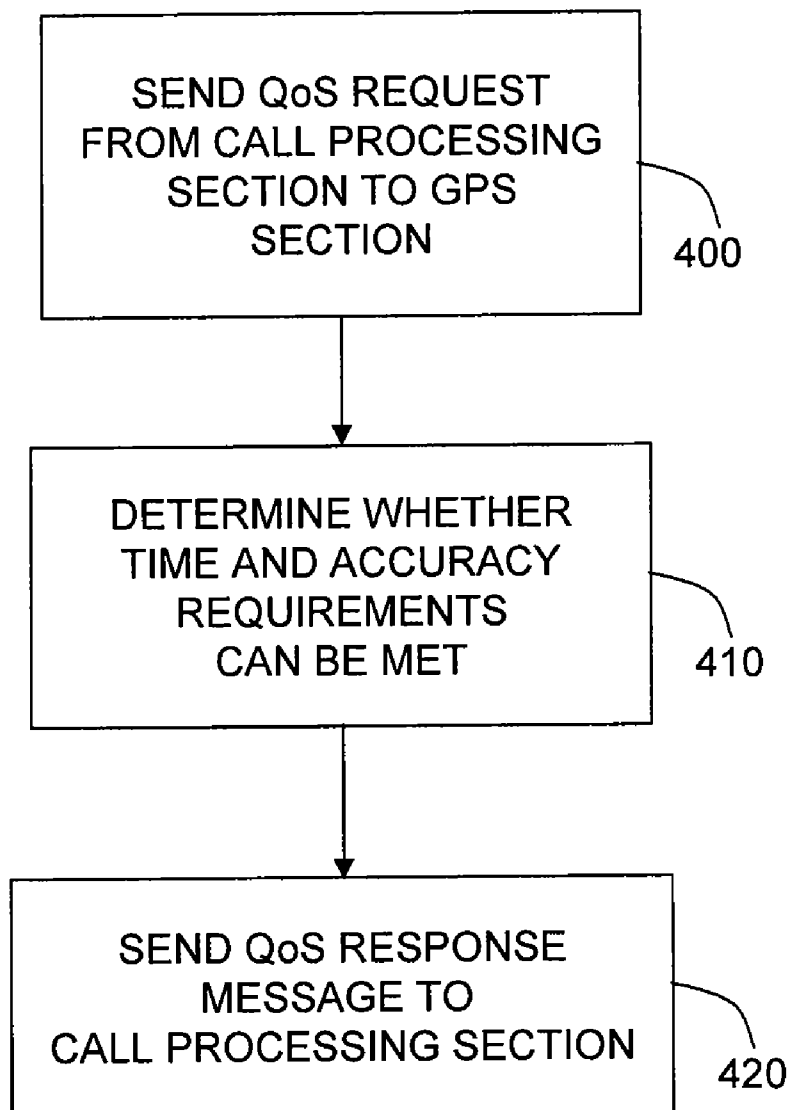 SEND QoS REQUEST
FROM CALL PROCESSING
SECTION TO GPS
SECTION
400
DETERMINE WHETHER
TIME AND ACCURACY
REQUIREMENTS
CAN BE MET
410
SEND QoS RESPONSE
MESSAGE TO
CALL PROCESSING SECTION
420